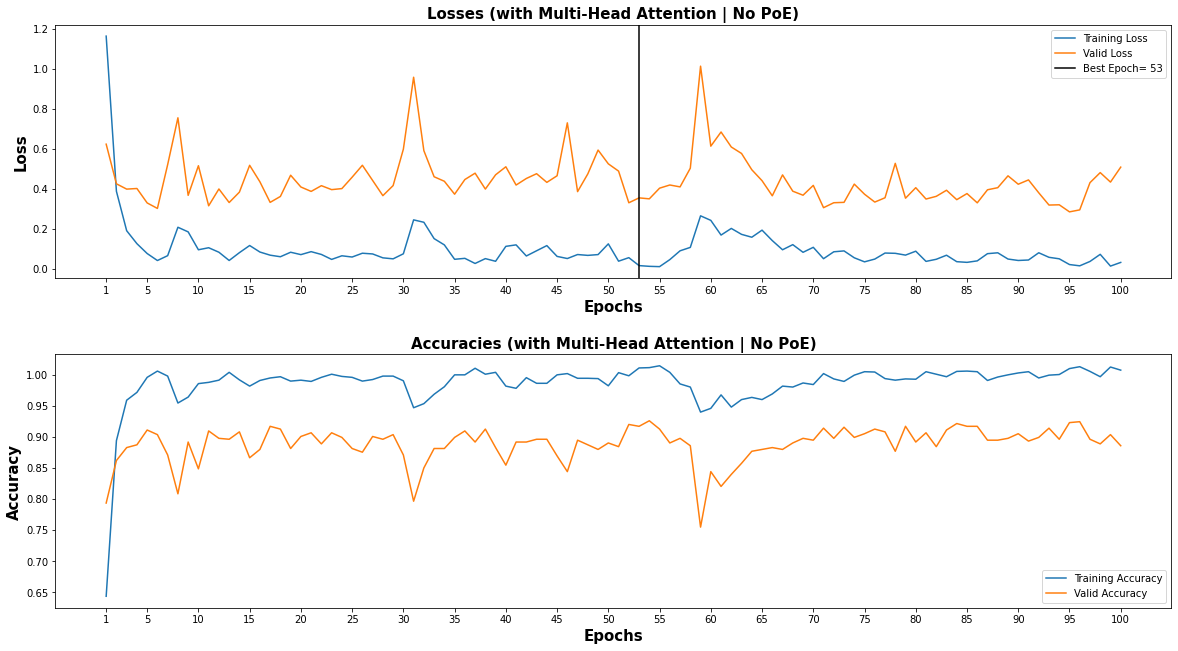 Losses (with Multi-Head Attention | No PoE)
1.2
1.0
0.8
0.6
0.4
0.2
0.0
Loss
Training Loss
Valid Loss
Best Epoch= 53
1 5 10 15 20 25 30 35 40 45 50 55 60 65 70 75 80 85 90 95 100
Epochs
Accuracies (with Multi-Head Attention | No PoE)
1.00
0.95
0.90
0.85
0.80
0.75
0.70
0.65
Accuracy
Training Accuracy
Valid Accuracy
1 5 10 15 20 25 30 35 40 45 50 55 60 65 70 75 80 85 90 95 100
Epochs